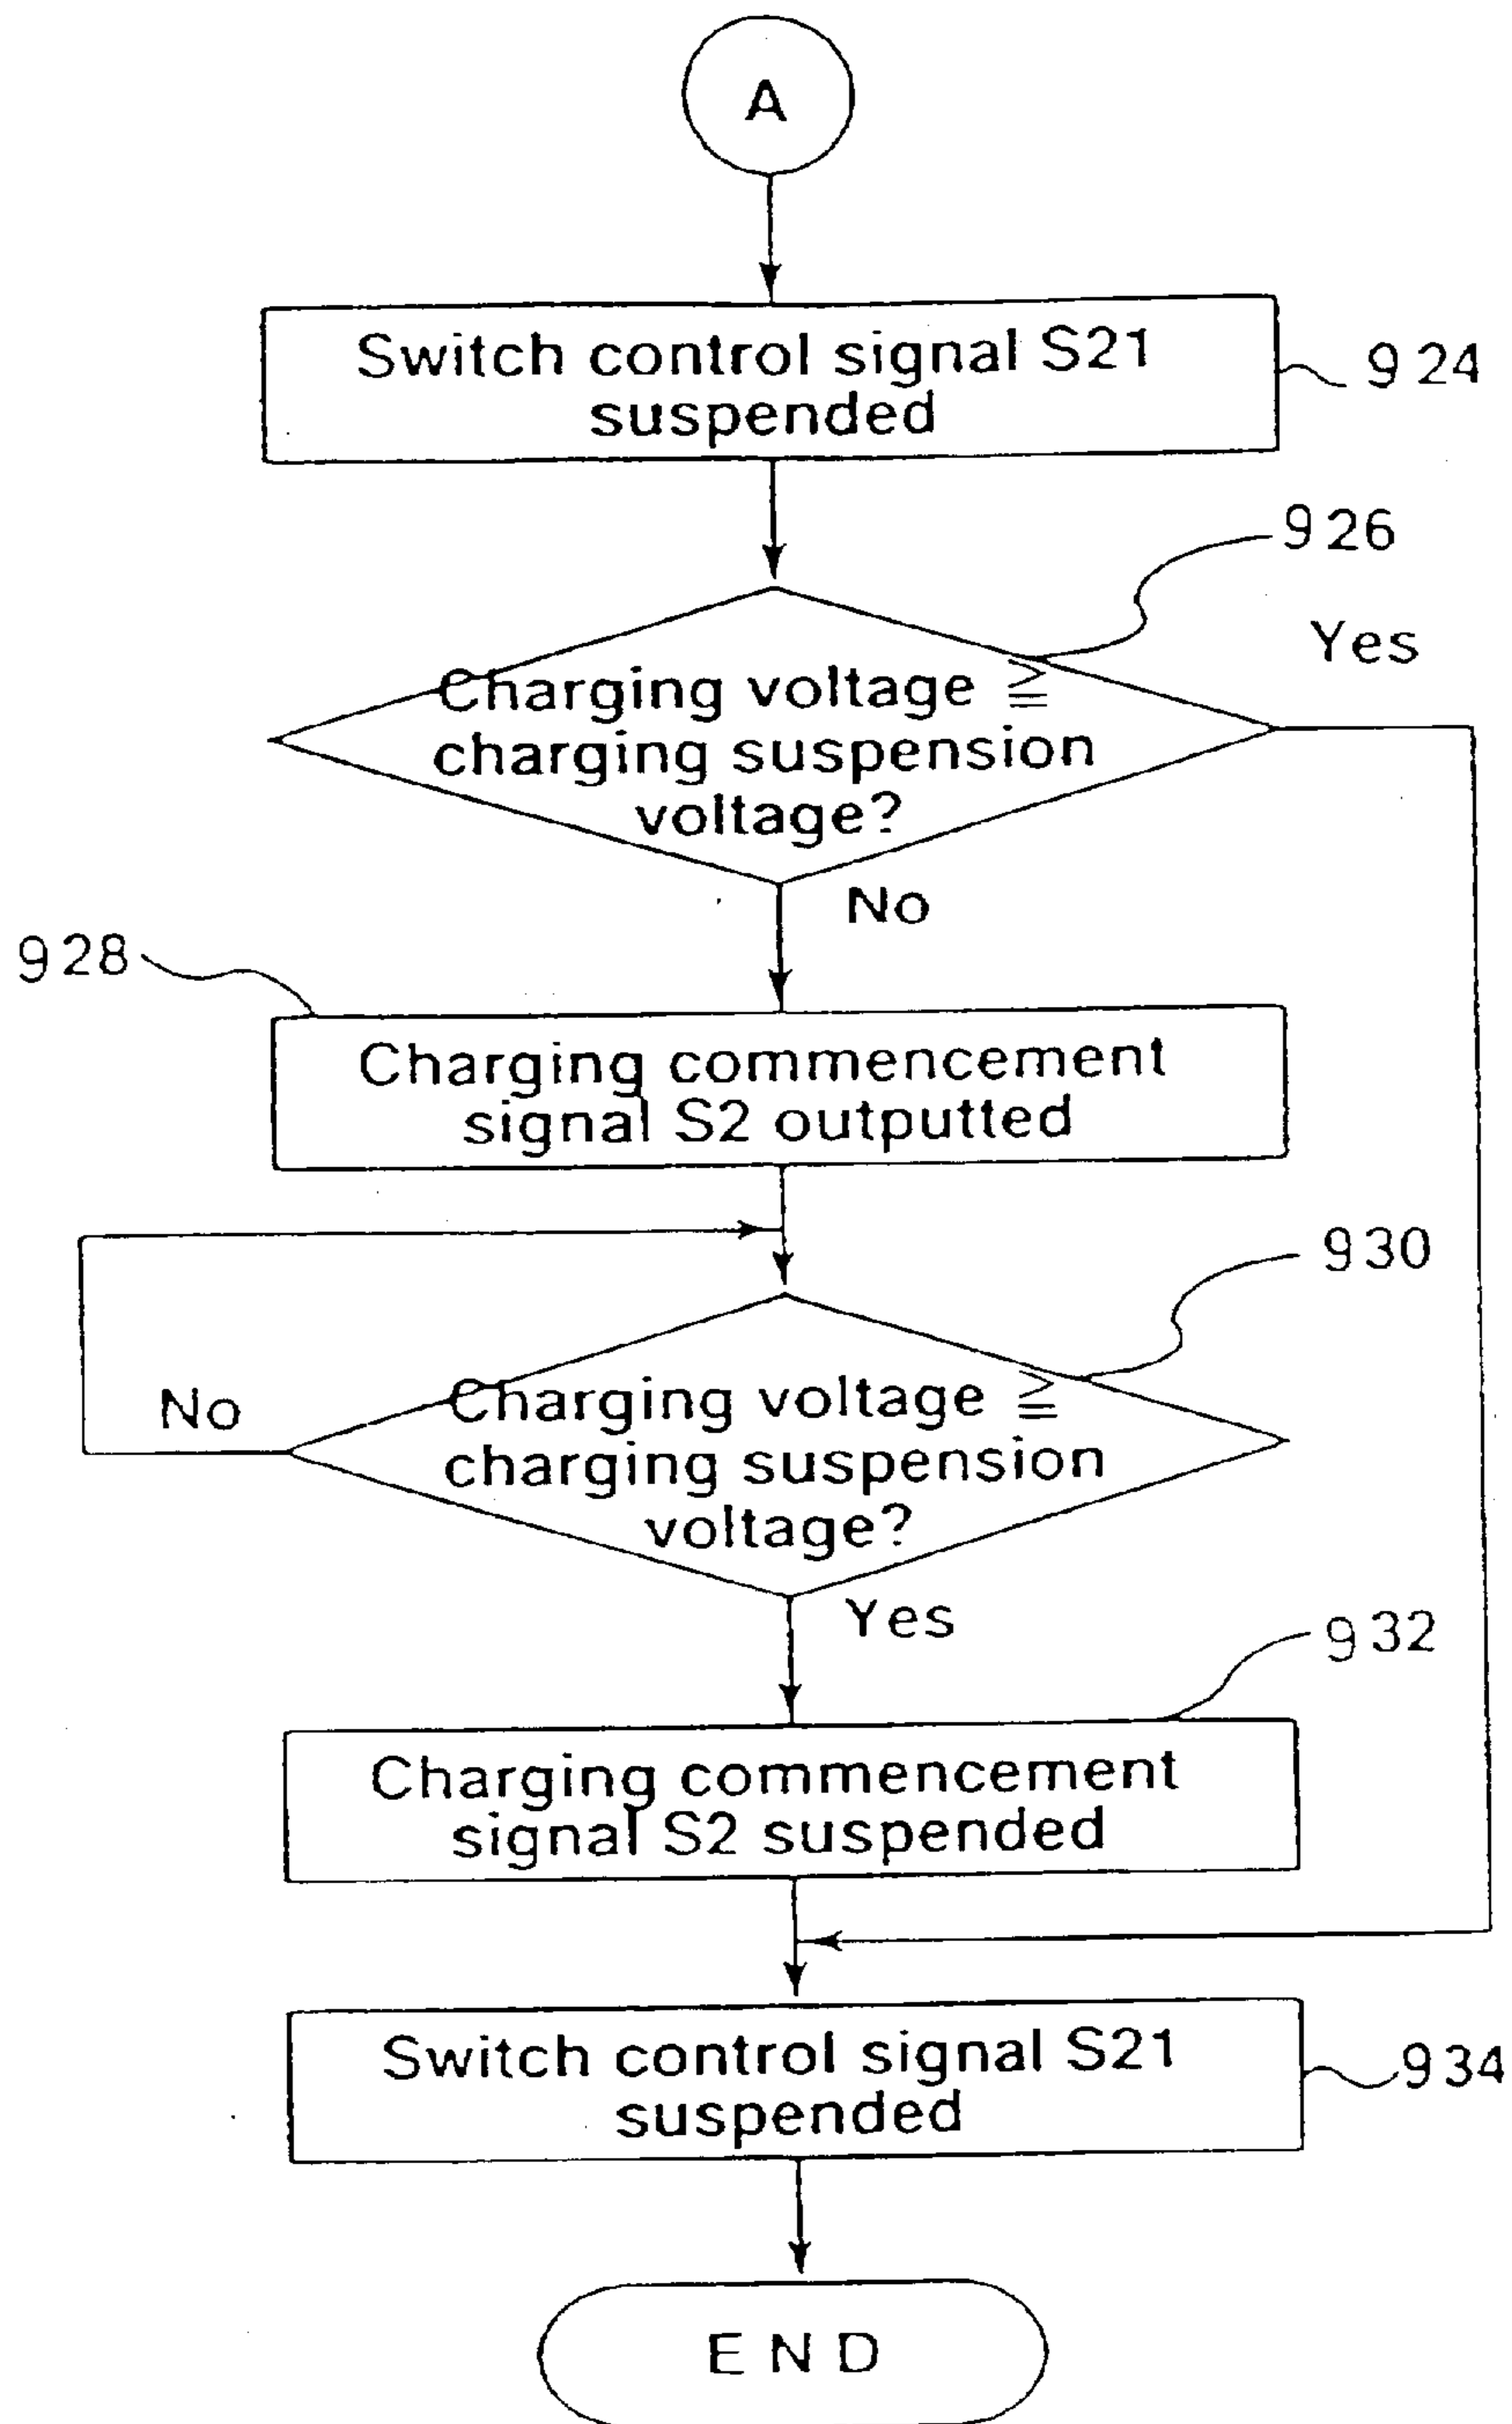 A
Switch control signal S21
suspended
924
926
Yes
Charging voltage ≧
charging suspension
voltage?
No
928
Charging commencement
signal S2 outputted
930
No
Charging voltage ≧
charging suspension
voltage?
Yes
932
Charging commencement
signal S2 suspended
Switch control signal S21
suspended
934
END